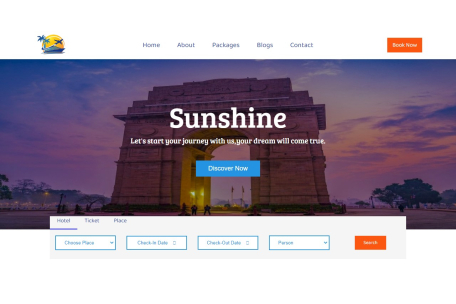 Home About Packages Blogs Contact Book Now
Sunshine
Let's start your journey with us,your dream will come true.
Discover Now
Hotel Ticket Place
Choose Place Check-In Date Check-Out Date Person Search